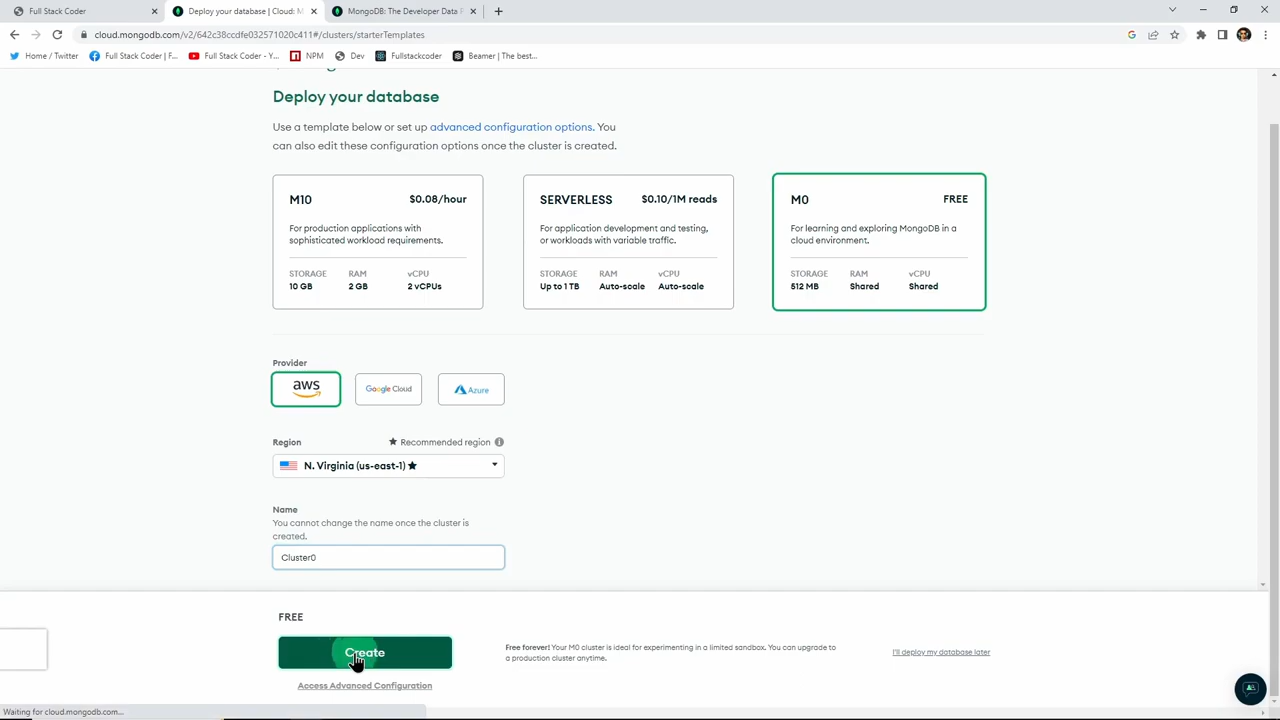 Full Stack Coder
Deploy your database | Cloud: M
MongoDB: The Developer Data P
cloud.mongodb.com/v2/642c38ccdfe032571020c411#/clusters/starterTemplates
Home / Twitter
Full Stack Coder | F...
Full Stack Coder - Y...
NPM
Dev
Fullstackcoder
Beamer | The best...
Deploy your database
Use a template below or set up advanced configuration options. You
can also edit these configuration options once the cluster is created.
M10 $0.08/hour
For production applications with
sophisticated workload requirements.
STORAGE RAM vCPU
10 GB 2 GB 2 vCPUs
SERVERLESS $0.10/1M reads
For application development and testing,
or workloads with variable traffic.
STORAGE RAM vCPU
Up to 1 TB Auto-scale Auto-scale
M0 FREE
For learning and exploring MongoDB in a
cloud environment.
STORAGE RAM vCPU
512 MB Shared Shared
Provider
aws
Google Cloud
Azure
Region ★ Recommended region
N. Virginia (us-east-1) ★
Name
You cannot change the name once the cluster is
created.
Cluster0
FREE
Create
Free forever! Your M0 cluster is ideal for experimenting in a limited sandbox. You can upgrade to
a production cluster anytime.
I'll deploy my database later
Access Advanced Configuration
Waiting for cloud.mongodb.com...